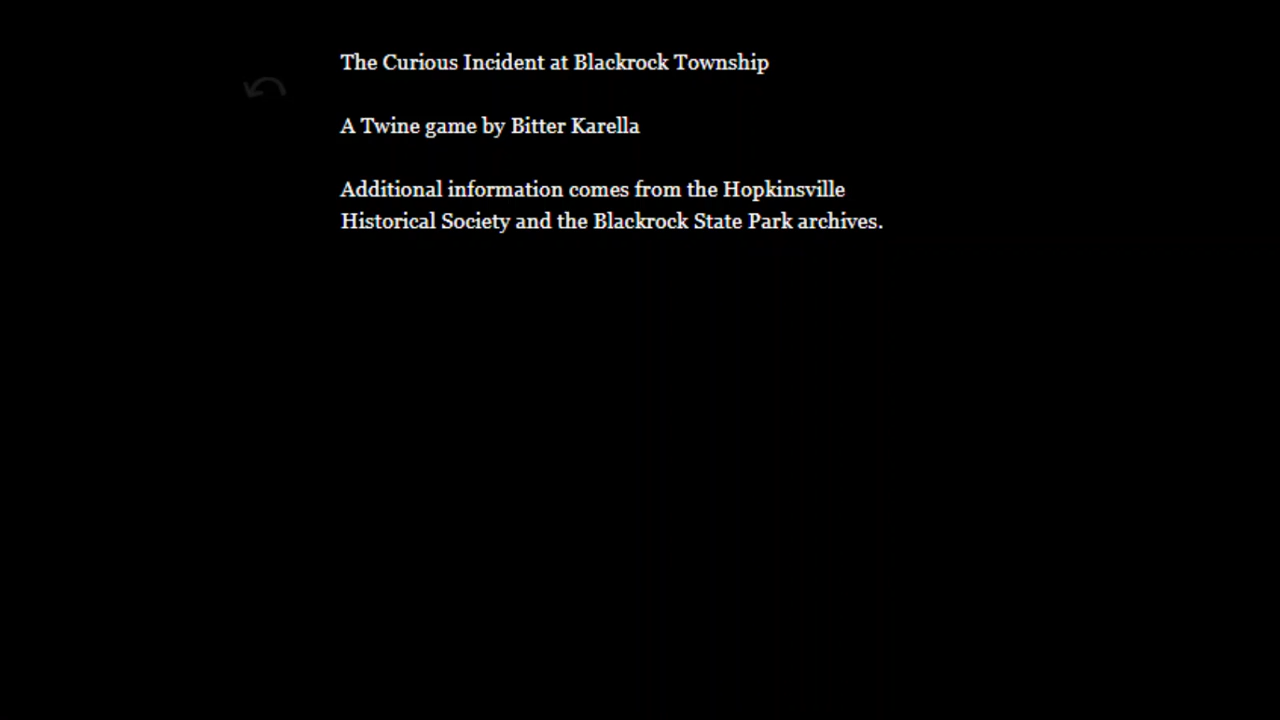 The Curious Incident at Blackrock Township
A Twine game by Bitter Karella
Additional information comes from the Hopkinsville
Historical Society and the Blackrock State Park archives.